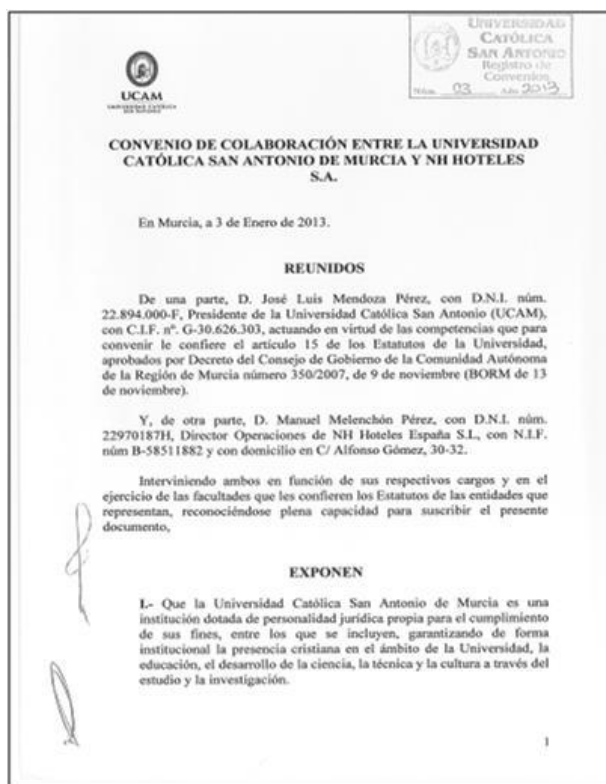 UCAM
UNIVERSIDAD CATÓLICA
SAN ANTONIO
UNIVERSIDAD
CATÓLICA
SAN ANTONIO
Registro de
Convenios
Núm. 03 Año 2013
CONVENIO DE COLABORACIÓN ENTRE LA UNIVERSIDAD
CATÓLICA SAN ANTONIO DE MURCIA Y NH HOTELES
S.A.
En Murcia, a 3 de Enero de 2013.
REUNIDOS
De una parte, D. José Luis Mendoza Pérez, con D.N.I. núm.
22.894.000-F, Presidente de la Universidad Católica San Antonio (UCAM),
con C.I.F. nº. G-30.626.303, actuando en virtud de las competencias que para
convenir le confiere el artículo 15 de los Estatutos de la Universidad,
aprobados por Decreto del Consejo de Gobierno de la Comunidad Autónoma
de la Región de Murcia número 350/2007, de 9 de noviembre (BORM de 13
de noviembre).
Y, de otra parte, D. Manuel Melenchón Pérez, con D.N.I. núm.
22970187H, Director Operaciones de NH Hoteles España S.L, con N.I.F.
núm B-58511882 y con domicilio en C/ Alfonso Gómez, 30-32.
Interviniendo ambos en función de sus respectivos cargos y en el
ejercicio de las facultades que les confieren los Estatutos de las entidades que
representan, reconociéndose plena capacidad para suscribir el presente
documento,
EXPONEN
I.- Que la Universidad Católica San Antonio de Murcia es una
institución dotada de personalidad jurídica propia para el cumplimiento
de sus fines, entre los que se incluyen, garantizando de forma
institucional la presencia cristiana en el ámbito de la Universidad, la
educación, el desarrollo de la ciencia, la técnica y la cultura a través del
estudio y la investigación.
1